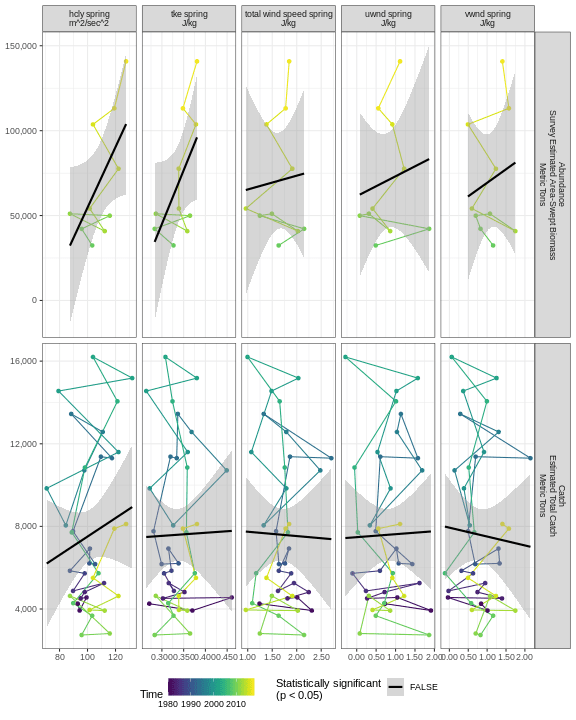 hcly spring
m^2/sec^2
tke spring
J/kg
total wind speed spring
J/kg
uwnd spring
J/kg
vwnd spring
J/kg
150,000
100,000
50,000
0
Abundance
Survey Estimated Area-Swept Biomass
Metric Tons
16,000
12,000
8,000
4,000
Catch
Estimated Total Catch
Metric Tons
80 100 120
0.300 0.350 0.400 0.450
1.00 1.50 2.00 2.50
0.00 0.50 1.00 1.50 2.00
0.00 0.50 1.00 1.50 2.00
Time
1980 1990 2000 2010
Statistically significant
(p < 0.05)
FALSE